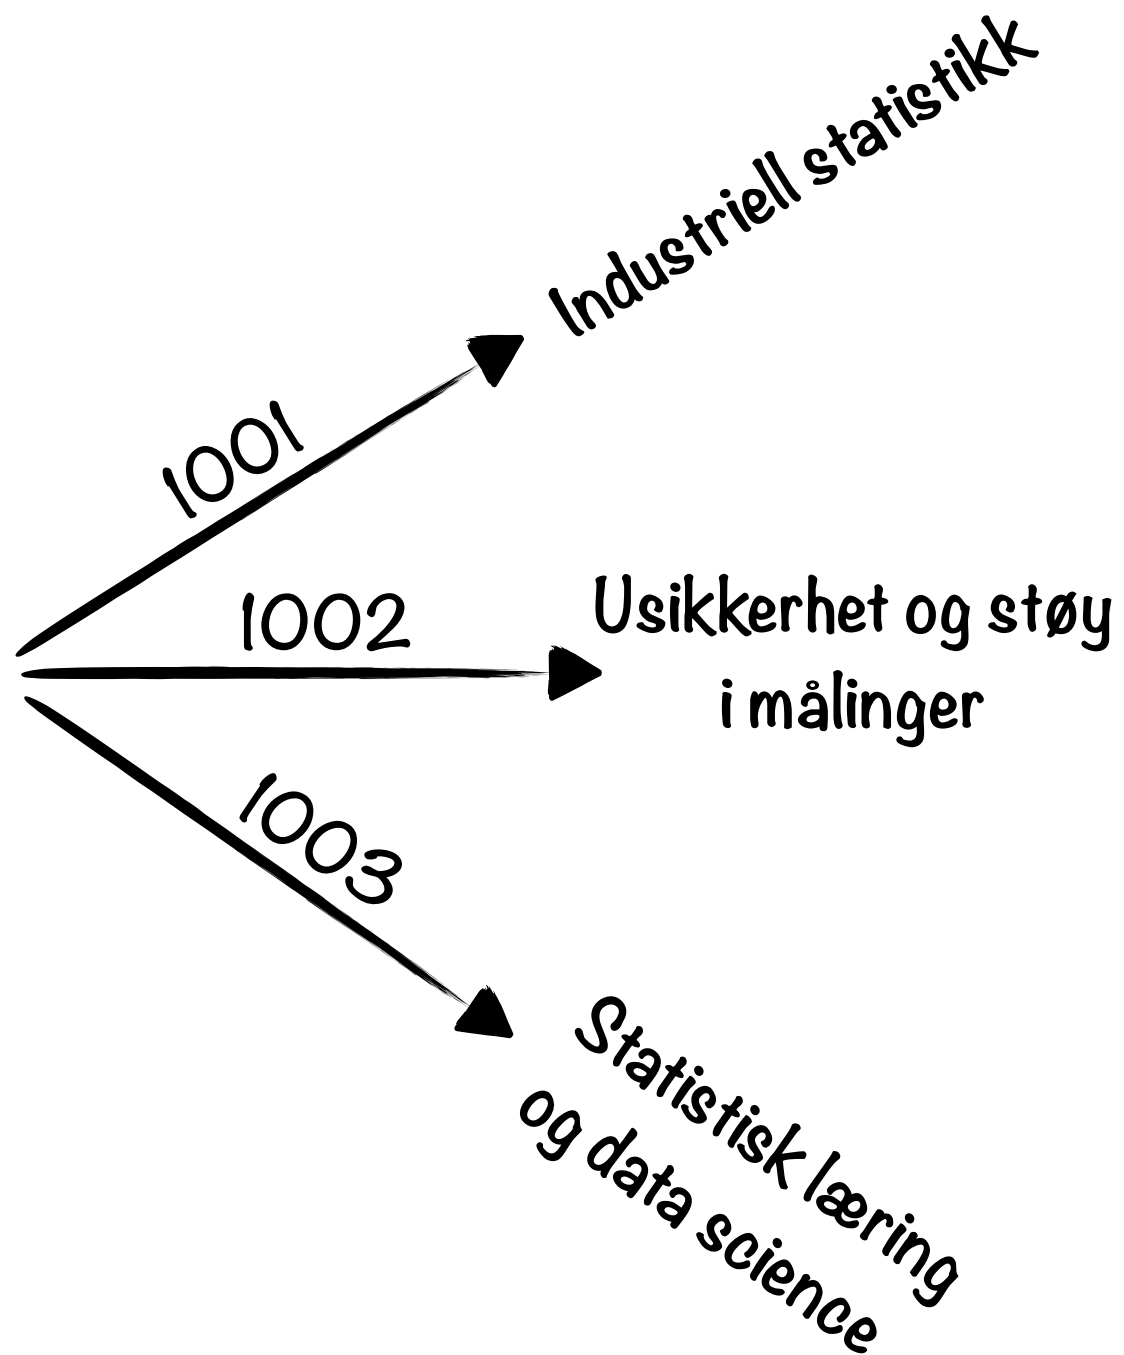 1001
Industriell statistikk
1002
Usikkerhet og støy
i målinger
1003
Statistisk læring
og data science